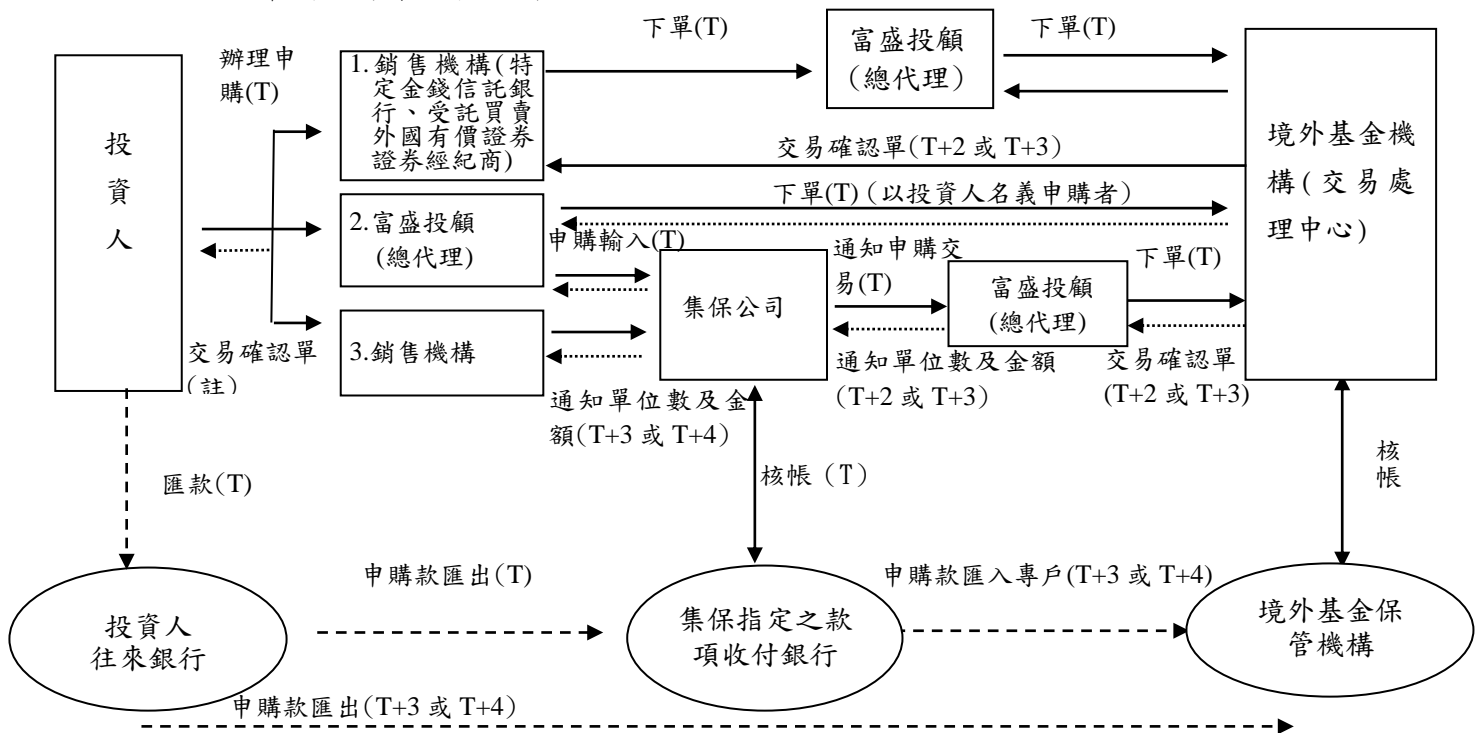 下單(T)
富盛投顧
(總代理)
下單(T)
辦理申
購(T)
1.銷售機構(特
定金錢信託銀
行、受託買賣
外國有價證券
證券經紀商)
投
資
人
境外基金機
構(交易處
理中心)
交易確認單(T+2 或 T+3)
下單(T) (以投資人名義申購者)
2.富盛投顧
(總代理)
申購輸入(T)
通知申購交
易(T)
下單(T)
集保公司
富盛投顧
(總代理)
3.銷售機構
交易確認單
(註)
通知單位數及金額
(T+2 或 T+3)
交易確認單
(T+2 或 T+3)
通知單位數及金
額(T+3 或 T+4)
匯款(T)
核帳（T）
核
帳
申購款匯出(T)
申購款匯入專戶(T+3 或 T+4)
投資人
往來銀行
集保指定之款
項收付銀行
境外基金保
管機構
申購款匯出(T+3 或 T+4)